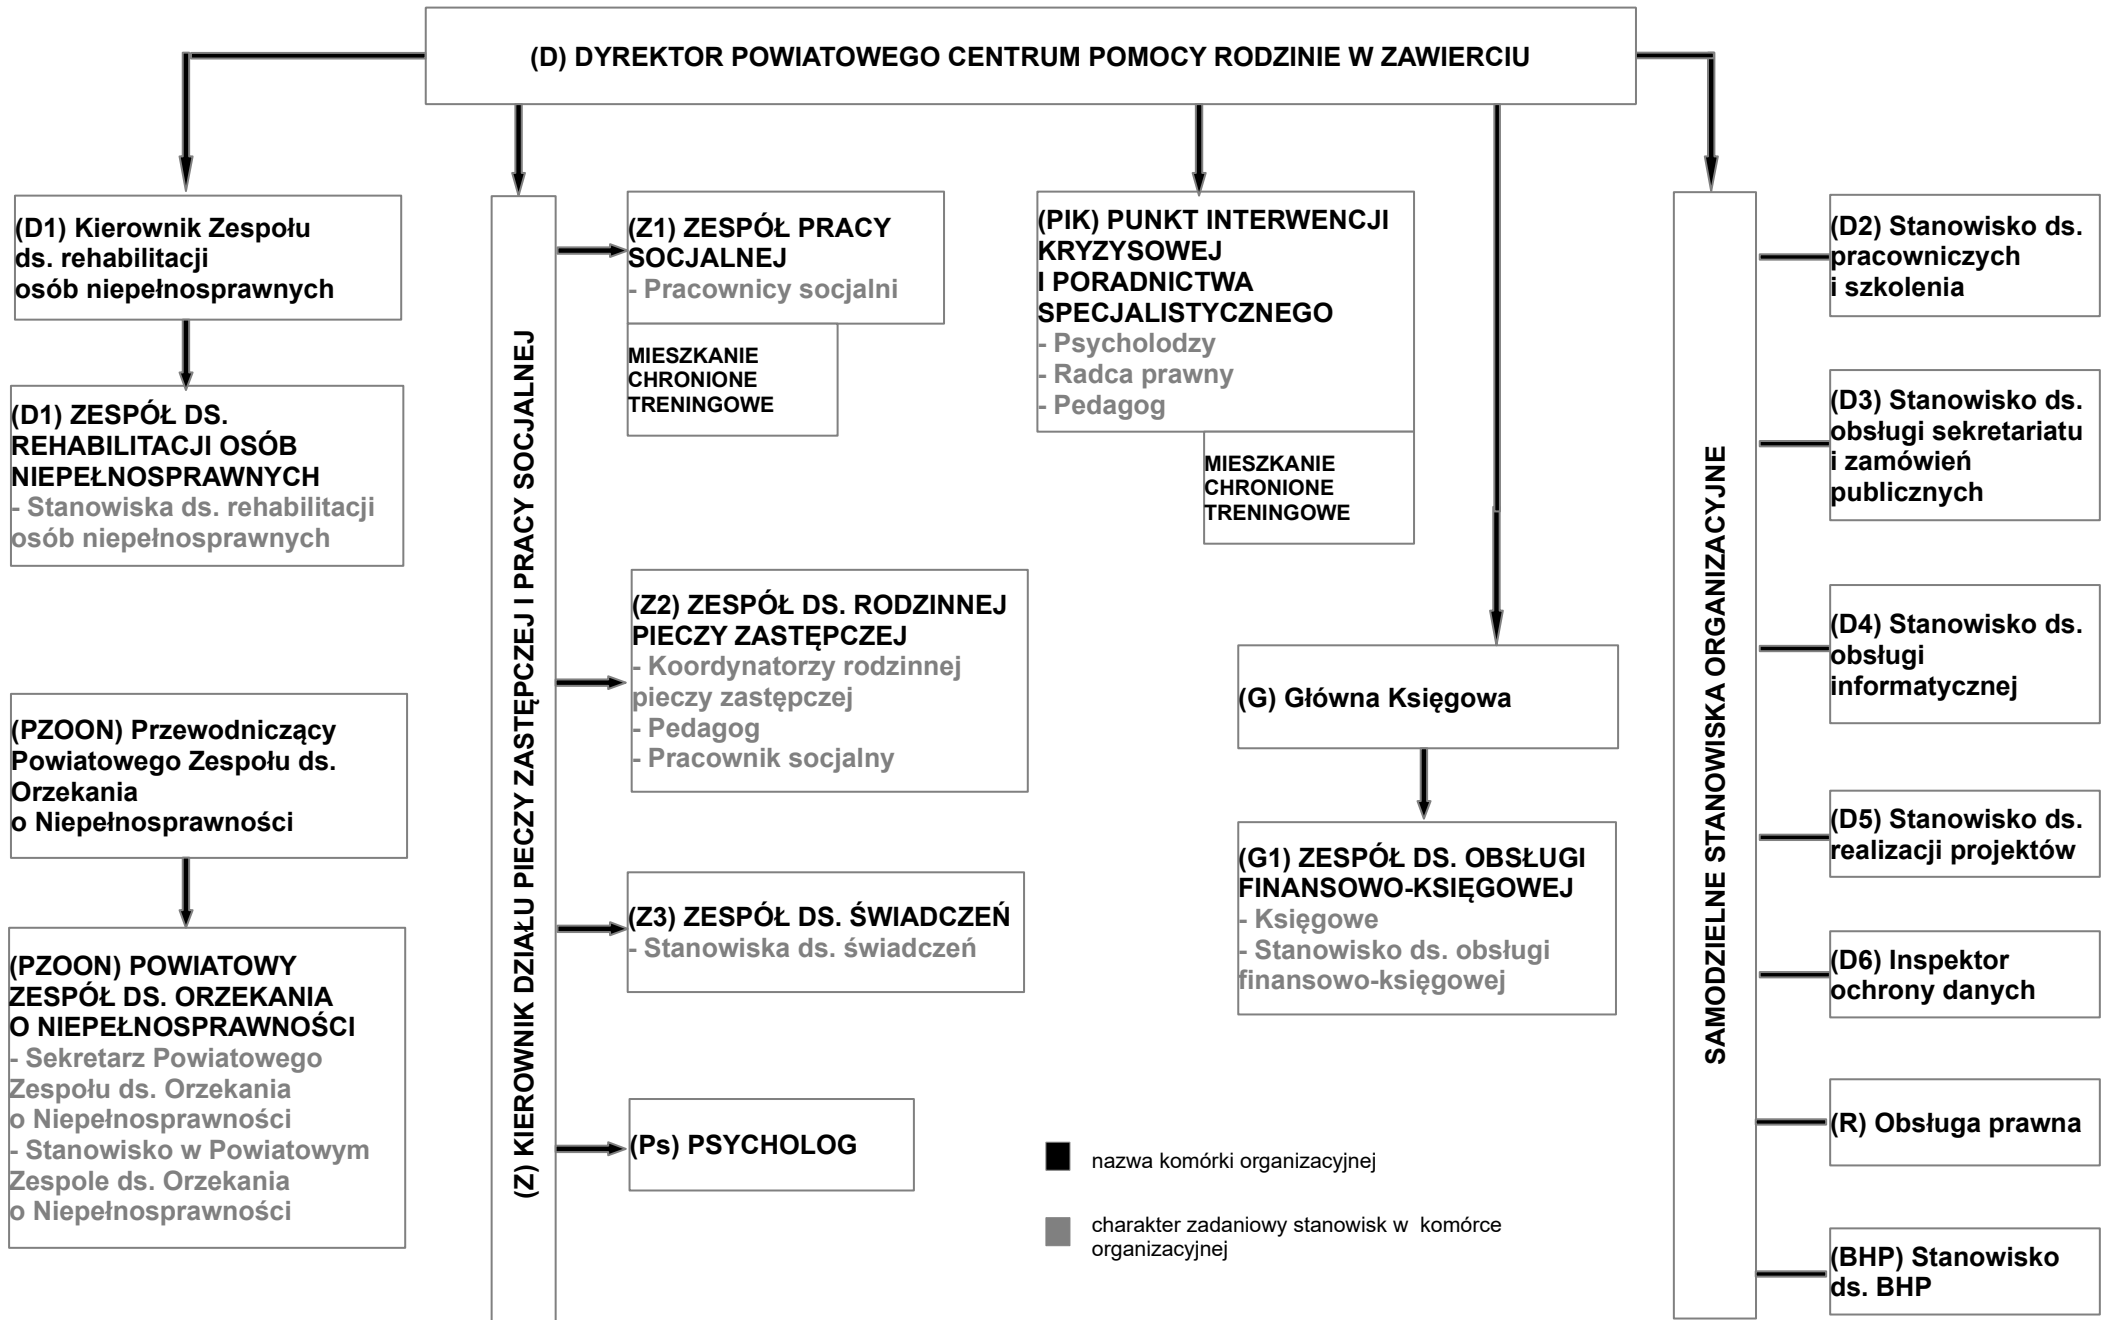 (D) DYREKTOR POWIATOWEGO CENTRUM POMOCY RODZINIE W ZAWIERCIU
(D1) Kierownik Zespołu
ds. rehabilitacji
osób niepełnosprawnych
(D1) ZESPÓŁ DS.
REHABILITACJI OSÓB
NIEPEŁNOSPRAWNYCH
- Stanowiska ds. rehabilitacji
osób niepełnosprawnych
(PZOON) Przewodniczący
Powiatowego Zespołu ds.
Orzekania
o Niepełnosprawności
(PZOON) POWIATOWY
ZESPÓŁ DS. ORZEKANIA
O NIEPEŁNOSPRAWNOŚCI
- Sekretarz Powiatowego
Zespołu ds. Orzekania
o Niepełnosprawności
- Stanowisko w Powiatowym
Zespole ds. Orzekania
o Niepełnosprawności
(Z) KIEROWNIK DZIAŁU PIECZY ZASTĘPCZEJ I PRACY SOCJALNEJ
(Z1) ZESPÓŁ PRACY
SOCJALNEJ
- Pracownicy socjalni
MIESZKANIE
CHRONIONE
TRENINGOWE
(Z2) ZESPÓŁ DS. RODZINNEJ
PIECZY ZASTĘPCZEJ
- Koordynatorzy rodzinnej
pieczy zastępczej
- Pedagog
- Pracownik socjalny
(Z3) ZESPÓŁ DS. ŚWIADCZEŃ
- Stanowiska ds. świadczeń
(Ps) PSYCHOLOG
(PIK) PUNKT INTERWENCJI
KRYZYSOWEJ
I PORADNICTWA
SPECJALISTYCZNEGO
- Psycholodzy
- Radca prawny
- Pedagog
MIESZKANIE
CHRONIONE
TRENINGOWE
(G) Główna Księgowa
(G1) ZESPÓŁ DS. OBSŁUGI
FINANSOWO-KSIĘGOWEJ
- Księgowe
- Stanowisko ds. obsługi
finansowo-księgowej
nazwa komórki organizacyjnej
charakter zadaniowy stanowisk w komórce
organizacyjnej
SAMODZIELNE STANOWISKA ORGANIZACYJNE
(D2) Stanowisko ds.
pracowniczych
i szkolenia
(D3) Stanowisko ds.
obsługi sekretariatu
i zamówień
publicznych
(D4) Stanowisko ds.
obsługi
informatycznej
(D5) Stanowisko ds.
realizacji projektów
(D6) Inspektor
ochrony danych
(R) Obsługa prawna
(BHP) Stanowisko
ds. BHP